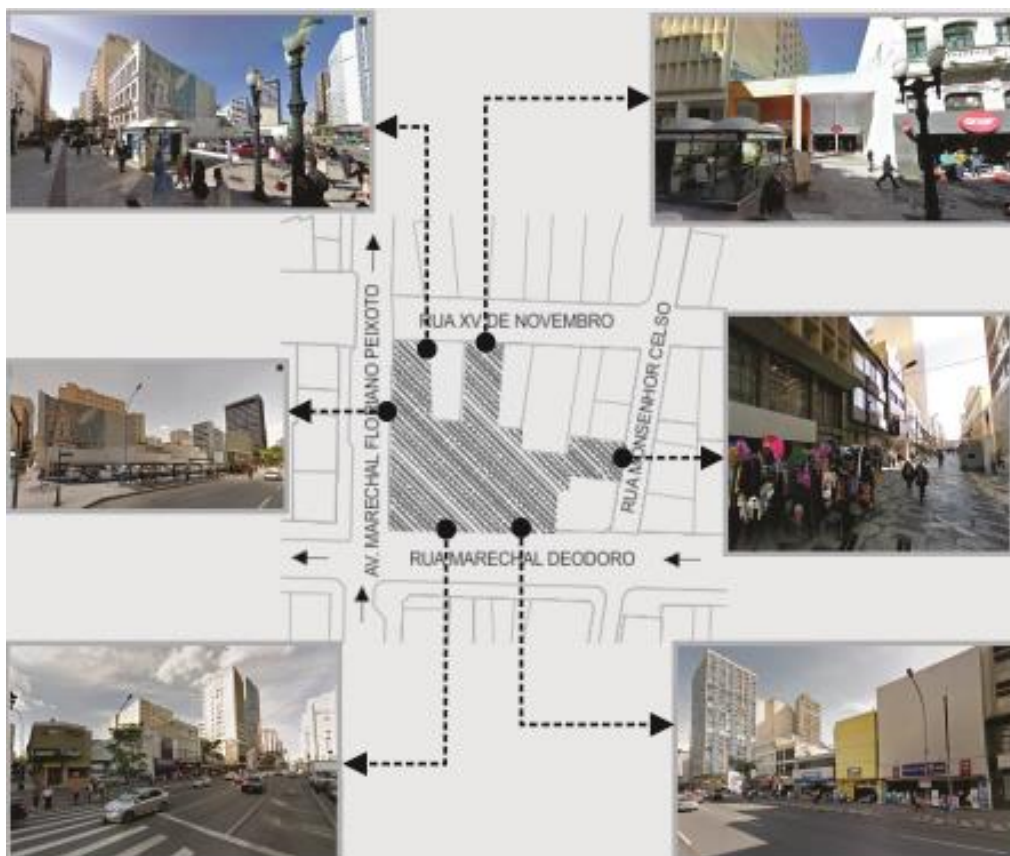 RUA XV DE NOVEMBRO
AV. MARECHAL FLORIANO PEIXOTO
RUA MONSENHOR CELSO
RUA MARECHAL DEODORO